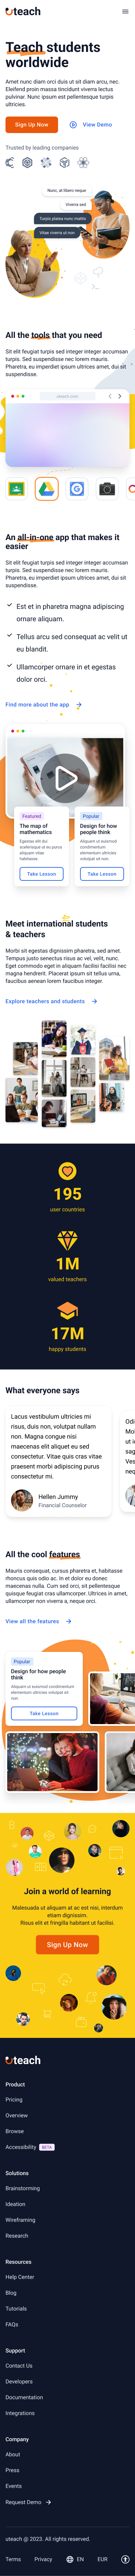 uteach
Teach students
worldwide
Amet nunc diam orci duis ut sit diam arcu, nec.
Eleifend proin massa tincidunt viverra lectus
pulvinar. Nunc ipsum est pellentesque turpis
ultricies.
Sign Up Now
View Demo
Trusted by leading companies
Nunc, at libero neque
Viverra sed
Turpis platea nunc mattis
Vitae viverra ut non
All the tools that you need
Sit elit feugiat turpis sed integer integer accumsan
turpis. Sed suspendisse nec lorem mauris.
Pharetra, eu imperdiet ipsum ultrices amet dui, sit
suspendisse.
uteach.com
An all-in-one app that makes it
easier
Sit elit feugiat turpis sed integer integer accumsan
turpis. Sed suspendisse nec lorem mauris.
Pharetra, eu imperdiet ipsum ultrices amet dui, sit
suspendisse.
Est et in pharetra magna adipiscing
ornare aliquam.
Tellus arcu sed consequat ac velit ut
eu blandit.
Ullamcorper ornare in et egestas
dolor orci.
Find more about the app
Featured
The map of
mathematics
Take Lesson
Popular
Design for how
people think
Aliquam ut euismod
condimentum
elementum ultrices
volutpat sit non.
Take Lesson
Meet international students
& teachers
Morbi sit egestas dignissim pharetra, sed amet.
Tempus justo senectus risus ac vel, velit, nunc.
Eget commodo eget in aliquam facilisi facilisi nec
magna hendrerit. Placerat ipsum sit tellus urna,
faucibus aenean lorem faucibus integer.
Explore teachers and students
195
user countries
1M
valued teachers
17M
happy students
What everyone says
Lacus vestibulum ultricies mi
risus, duis non, volutpat nullam
non. Magna congue nisi
maecenas elit aliquet eu sed
consectetur. Vitae quis cras vitae
praesent morbi adipiscing purus
consectetur mi.
Hellen Jummy
Financial Counselor
All the cool features
Mauris consequat, cursus pharetra et, habitasse
rhoncus quis odio ac. In et dolor eu donec
maecenas nulla. Cum sed orci, sit pellentesque
quisque feugiat cras ullamcorper. Ultrices in amet,
ullamcorper non viverra a, neque orci.
View all the features
Popular
Design for how people
think
Aliquam ut euismod condimentum
elementum ultrices volutpat sit
non.
Take Lesson
Join a world of learning
Malesuada ut aliquam at ac est nisi, interdum
etiam dignissim.
Risus elit et fringilla habitant ut facilisi.
Sign Up Now
uteach
Product
Pricing
Overview
Browse
Accessibility BETA
Solutions
Brainstorming
Ideation
Wireframing
Research
Resources
Help Center
Blog
Tutorials
FAQs
Support
Contact Us
Developers
Documentation
Integrations
Company
About
Press
Events
Request Demo
uteach @ 2023. All rights reserved.
Terms Privacy EN EUR